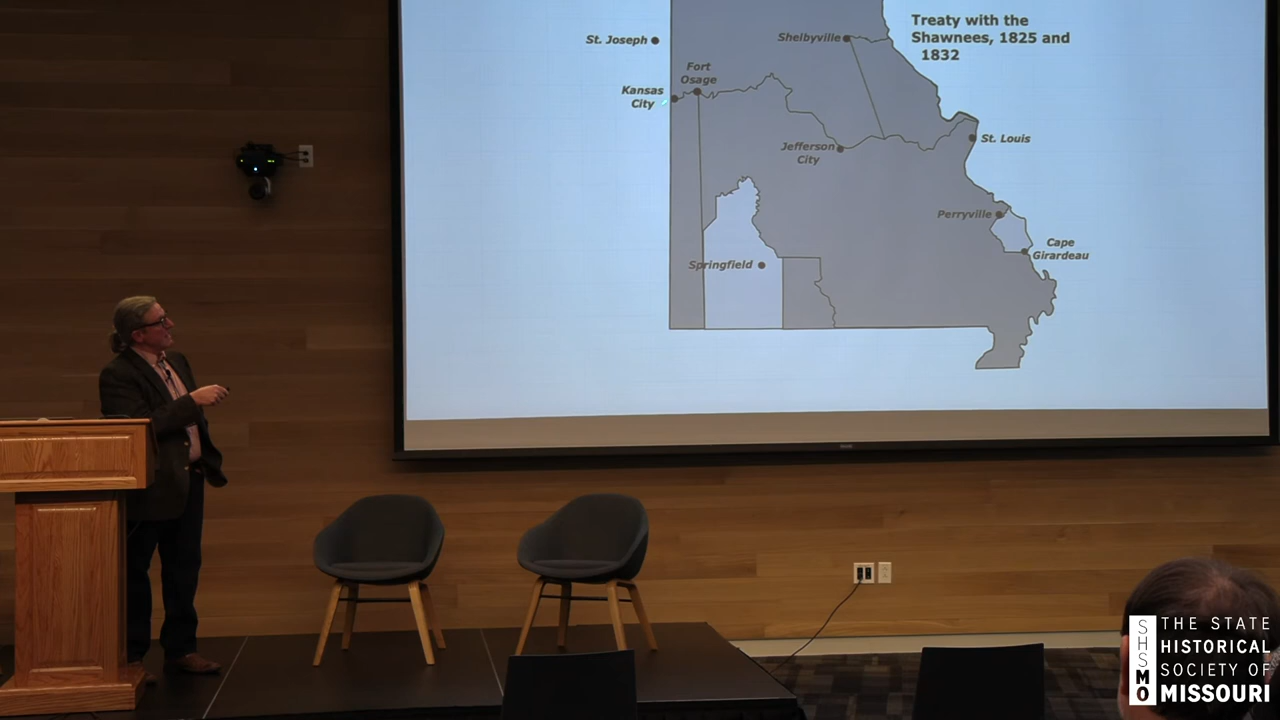 Treaty with the
Shawnees, 1825 and
1832
St. Joseph
Shelbyville
Fort
Osage
Kansas
City
Jefferson
City
St. Louis
Perryville
Cape
Girardeau
Springfield
SHSMO
THE STATE
HISTORICAL
SOCIETY OF
MISSOURI